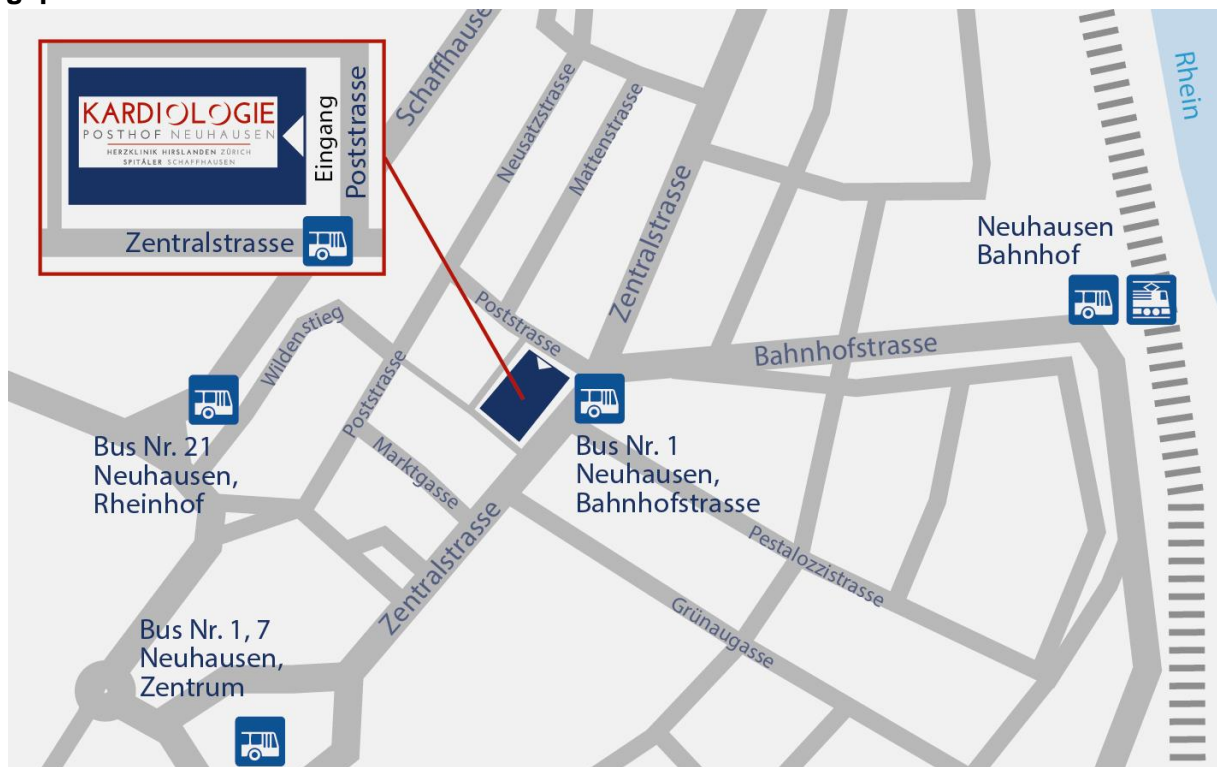 Schaffhause
KARDIOLOGIE
POSTHOF NEUHAUSEN
HERZKLINIK HIRSLANDEN ZÜRICH
SPITÄLER SCHAFFHAUSEN
Eingang
Poststrasse
Zentralstrasse
Neusatzstrasse
Mattenstrasse
Zentralstrasse
Rhein
Neuhausen
Bahnhof
Poststrasse
Bahnhofstrasse
Wildenstieg
Poststrasse
Marktgasse
Bus Nr. 21
Neuhausen,
Rheinhof
Bus Nr. 1
Neuhausen,
Bahnhofstrasse
Zentralstrasse
Pestalozzistrasse
Grünaugasse
Bus Nr. 1, 7
Neuhausen,
Zentrum